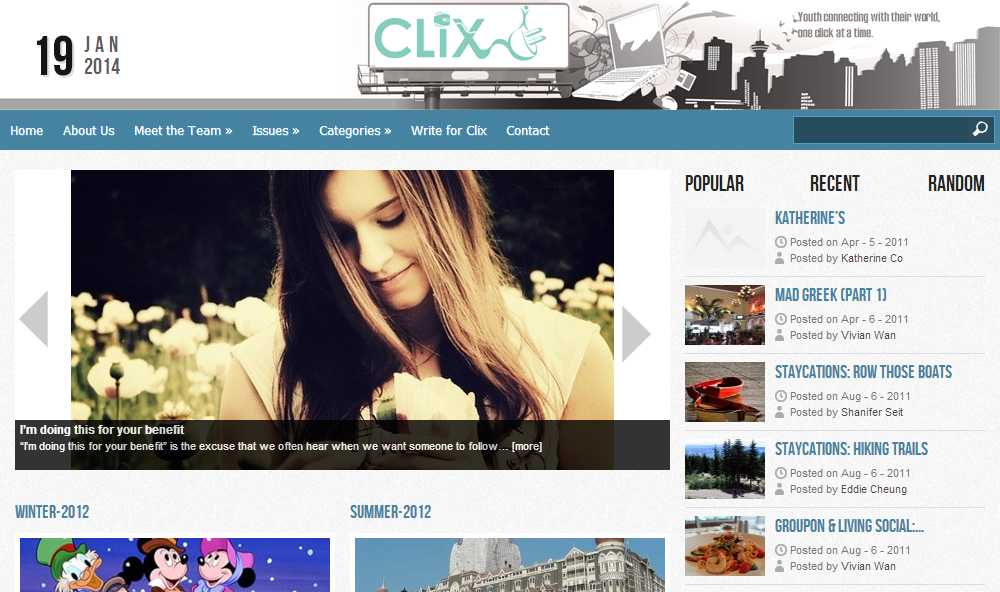 19 JAN
2014
CLiX
Youth connecting with their world,
one click at a time.
Home About Us Meet the Team » Issues » Categories » Write for Clix Contact
I'm doing this for your benefit
“I'm doing this for your benefit” is the excuse that we often hear when we want someone to follow… [more]
WINTER-2012 SUMMER-2012
POPULAR RECENT RANDOM
KATHERINE'S
Posted on Apr - 5 - 2011
Posted by Katherine Co
MAD GREEK (PART 1)
Posted on Apr - 6 - 2011
Posted by Vivian Wan
STAYCATIONS: ROW THOSE BOATS
Posted on Aug - 6 - 2011
Posted by Shanifer Seit
STAYCATIONS: HIKING TRAILS
Posted on Aug - 6 - 2011
Posted by Eddie Cheung
GROUPON & LIVING SOCIAL:...
Posted on Aug - 6 - 2011
Posted by Vivian Wan